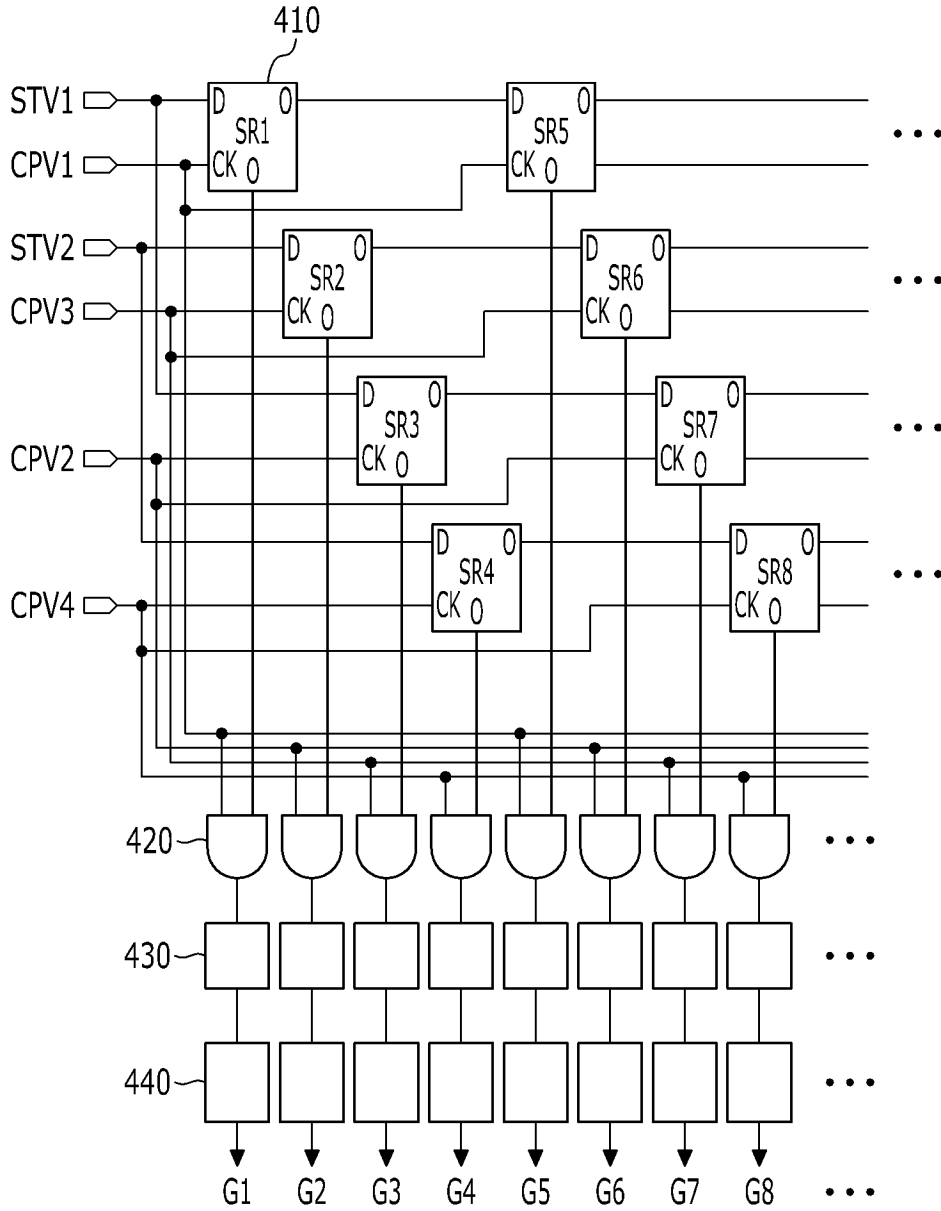 410
STV1
D O
SR1
CK O
D O
SR5
CK O
...
CPV1
STV2
D O
SR2
CK O
D O
SR6
CK O
...
CPV3
D O
SR3
CK O
D O
SR7
CK O
...
CPV2
D O
SR4
CK O
D O
SR8
CK O
...
CPV4
420
...
430
...
440
...
G1 G2 G3 G4 G5 G6 G7 G8 ...